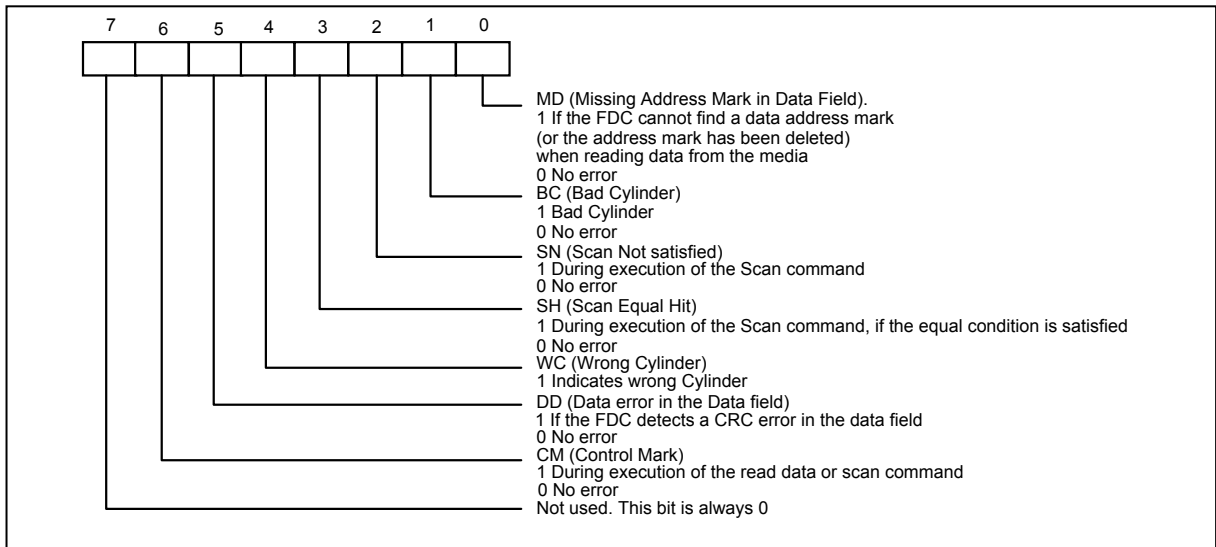 7 6 5 4 3 2 1 0
MD (Missing Address Mark in Data Field).
1 If the FDC cannot find a data address mark
(or the address mark has been deleted)
when reading data from the media
0 No error
BC (Bad Cylinder)
1 Bad Cylinder
0 No error
SN (Scan Not satisfied)
1 During execution of the Scan command
0 No error
SH (Scan Equal Hit)
1 During execution of the Scan command, if the equal condition is satisfied
0 No error
WC (Wrong Cylinder)
1 Indicates wrong Cylinder
DD (Data error in the Data field)
1 If the FDC detects a CRC error in the data field
0 No error
CM (Control Mark)
1 During execution of the read data or scan command
0 No error
Not used. This bit is always 0